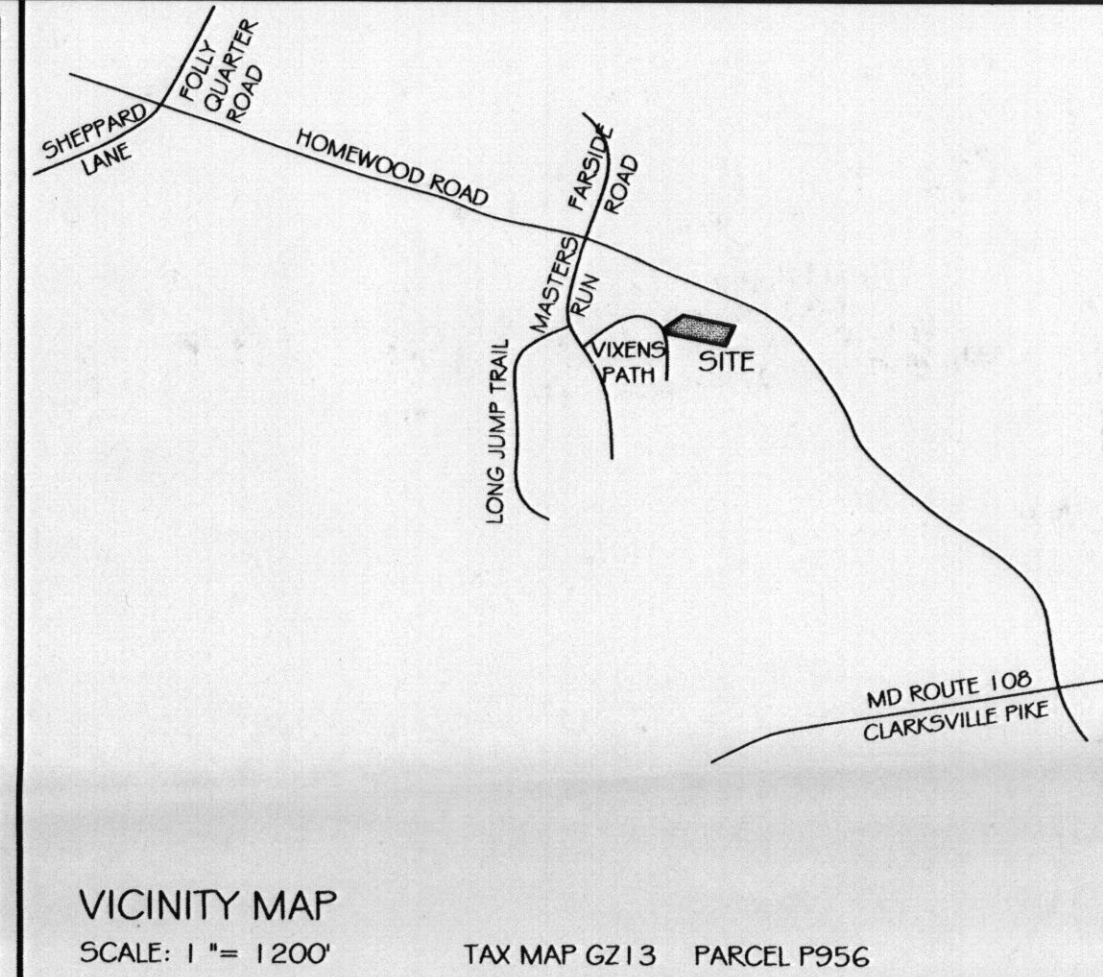 FOLLY
QUARTER
ROAD
SHEPPARD
LANE
HOMEWOOD ROAD
FARSIDE
ROAD
MASTERS
RUN
VIXENS
PATH
SITE
LONG JUMP TRAIL
MD ROUTE 108
CLARKSVILLE PIKE
VICINITY MAP
SCALE: 1 "= 1200' TAX MAP GZ13 PARCEL P956